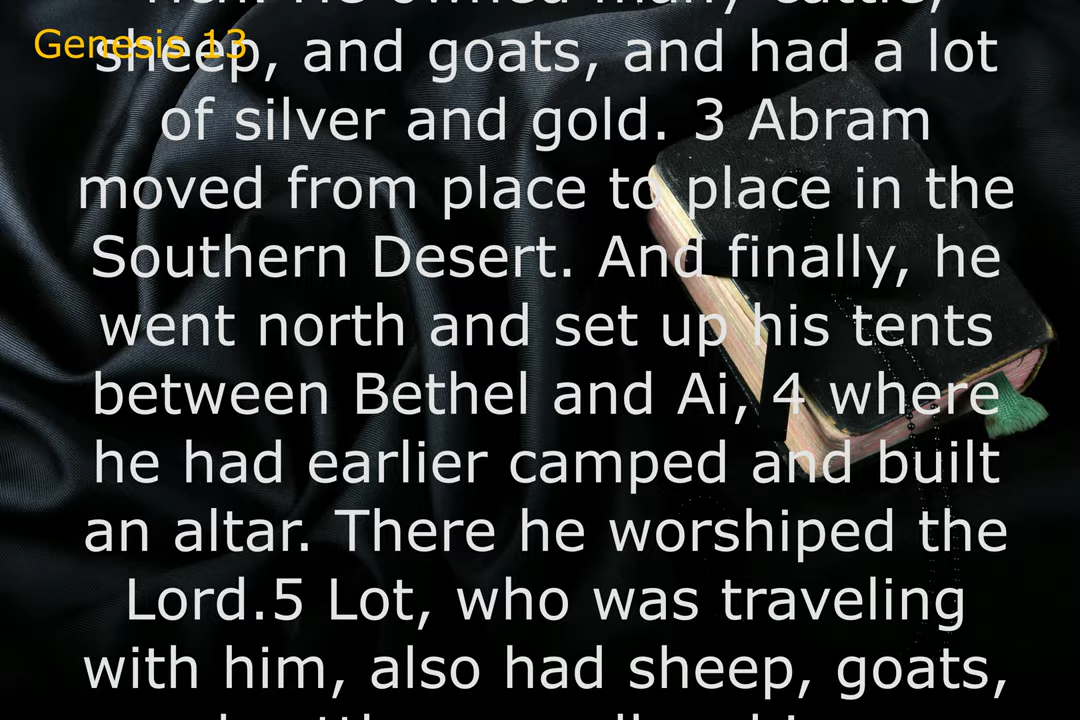 Genesis 13
sheep, and goats, and had a lot
of silver and gold. 3 Abram
moved from place to place in the
Southern Desert. And finally, he
went north and set up his tents
between Bethel and Ai, 4 where
he had earlier camped and built
an altar. There he worshiped the
Lord.5 Lot, who was traveling
with him, also had sheep, goats,